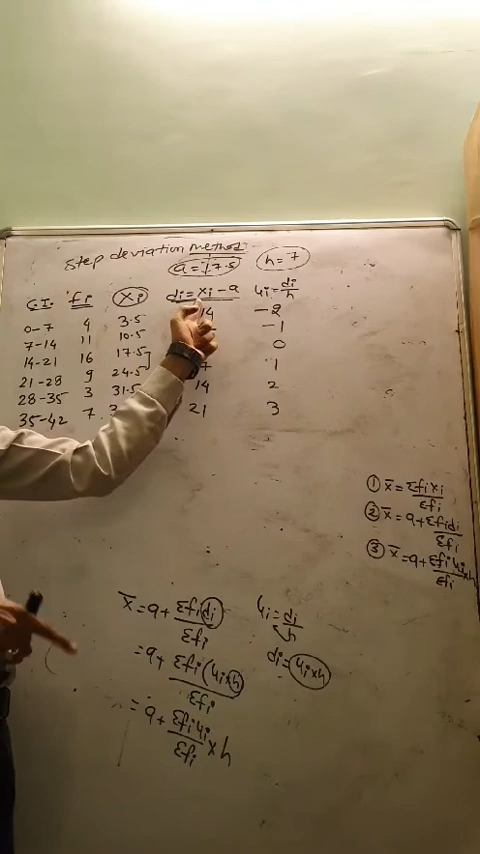 Step deviation method
a = 17.5 h = 7
C.I. fi xi di = xi - a ui = di/h
0-7 4 3.5 14 -2
7-14 11 10.5 -1
14-21 16 17.5 0
21-28 9 24.5 7 1
28-35 3 31.5 14 2
35-42 7 3 21 3
① x̄ = Σfixi/Σfi
② x̄ = a + Σfidi/Σfi
③ x̄ = a + Σfiui/Σfi × h
x̄ = a + Σfidi/Σfi ui = di/h
= a + Σfi(ui×h)/Σfi di = ui×h
= a + Σfiui/Σfi × h